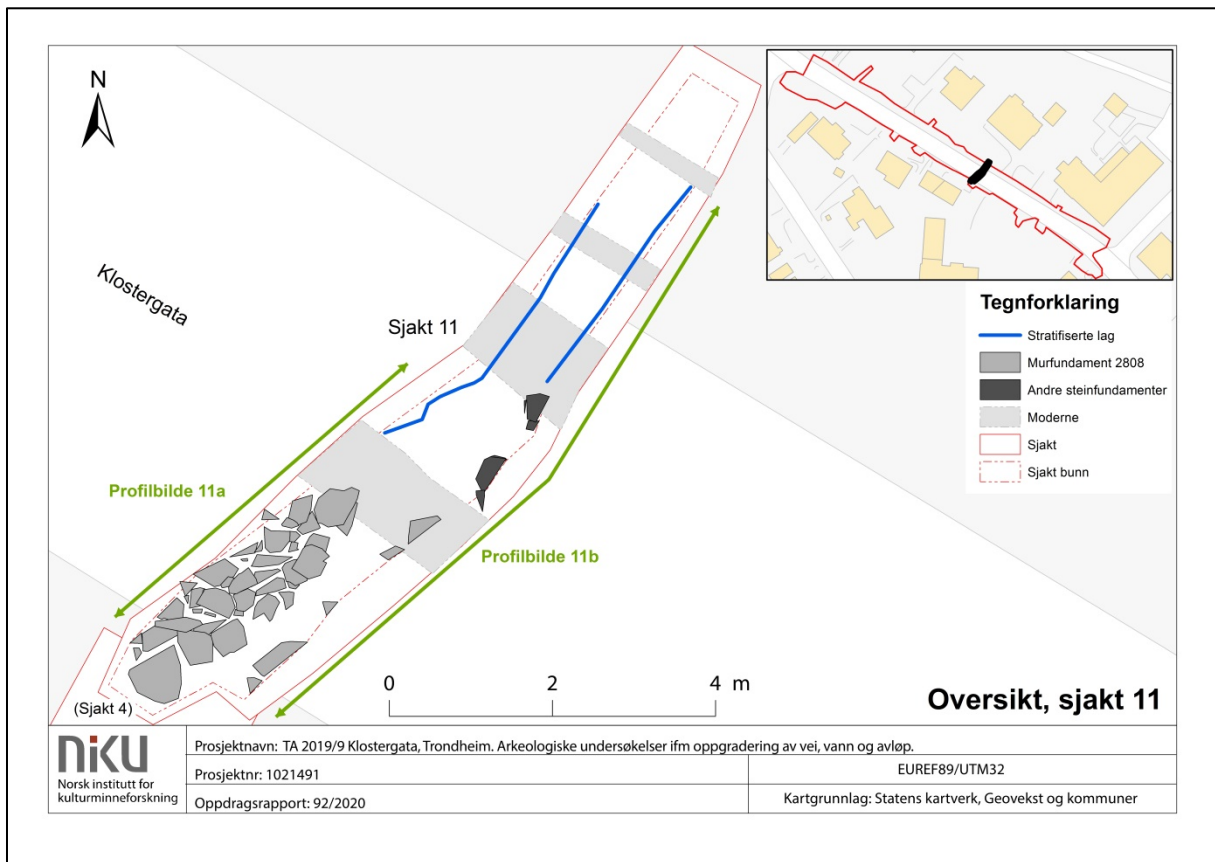 N
Klostergata
Sjakt 11
Profilbilde 11a
Profilbilde 11b
(Sjakt 4)
0 2 4 m
Tegnforklaring
Stratifiserte lag
Murfundament 2808
Andre steinfundamenter
Moderne
Sjakt
Sjakt bunn
Oversikt, sjakt 11
niku
Norsk institutt for
kulturminneforskning
Prosjektnavn: TA 2019/9 Klostergata, Trondheim. Arkeologiske undersøkelser ifm oppgradering av vei, vann og avløp.
Prosjektnr: 1021491
EUREF89/UTM32
Oppdragsrapport: 92/2020
Kartgrunnlag: Statens kartverk, Geovekst og kommuner